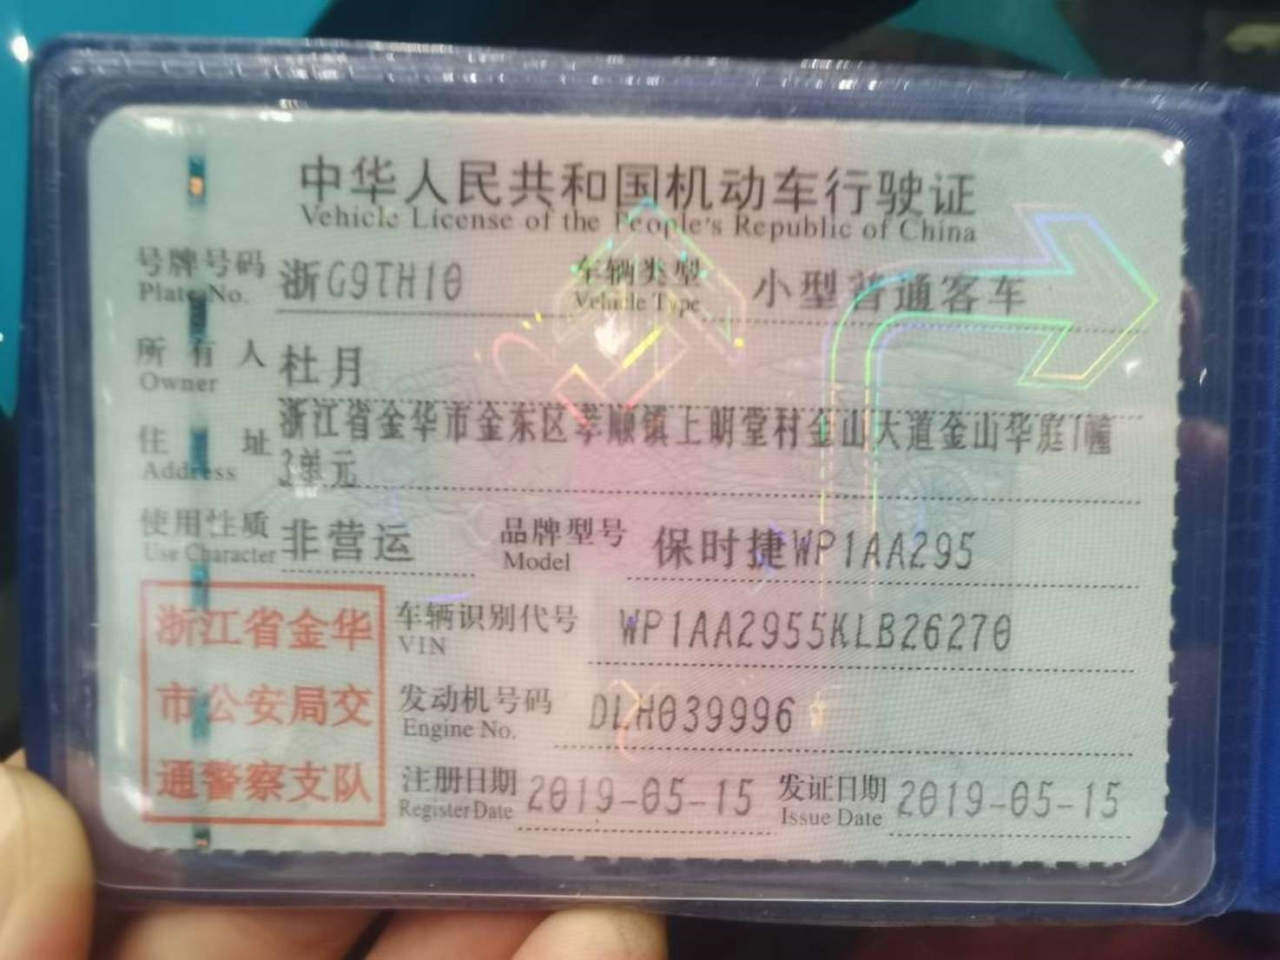 中华人民共和国机动车行驶证
Vehicle License of the People's Republic of China
号牌号码 浙G9TH10 车辆类型 小型普通客车
Plate No. Vehicle Type
所有人 杜月
Owner
住址 浙江省金华市金东区孝顺镇上明堂村金山大道金山华庭1幢
Address 3单元
使用性质 非营运 品牌型号 保时捷WP1AA295
Use Character Model
浙江省金华 车辆识别代号 WP1AA2955KLB26270
VIN
市公安局交 发动机号码 DLH039996
Engine No.
通警察支队 注册日期 2019-05-15 发证日期 2019-05-15
Register Date Issue Date